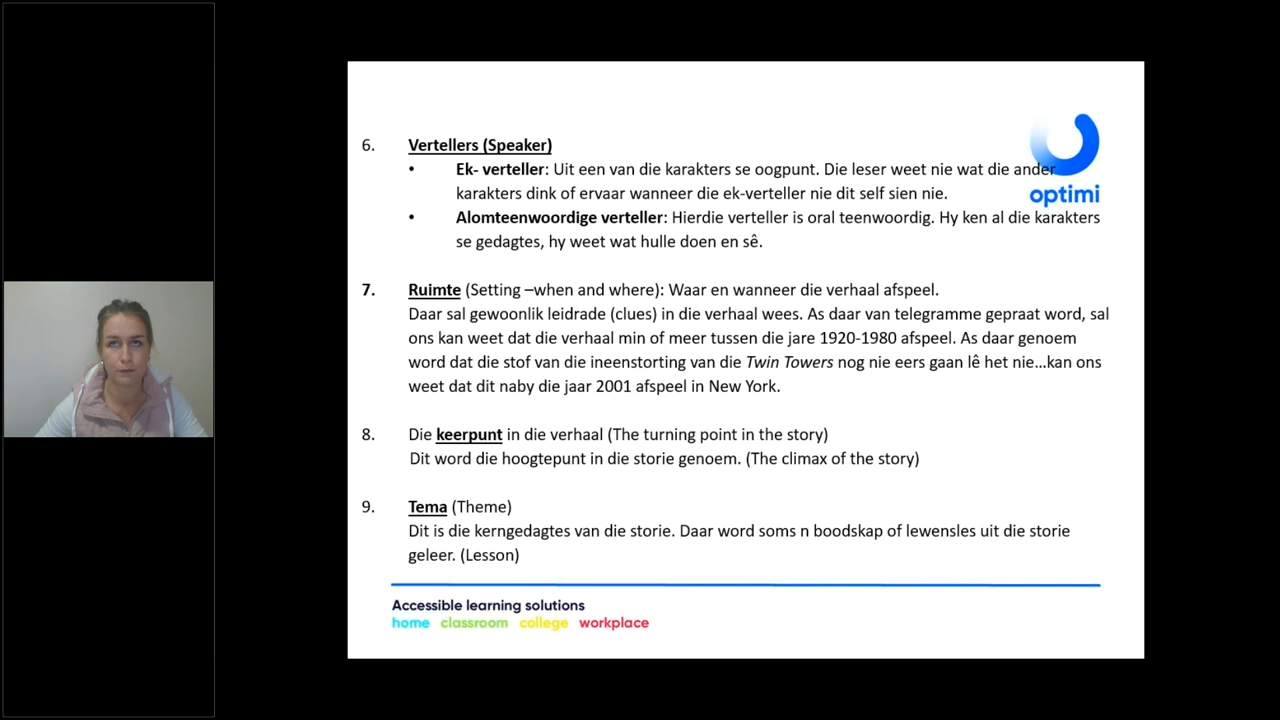 6. Vertellers (Speaker)
• Ek- verteller: Uit een van die karakters se oogpunt. Die leser weet nie wat die ander
karakters dink of ervaar wanneer die ek-verteller nie dit self sien nie.
• Alomteenwoordige verteller: Hierdie verteller is oral teenwoordig. Hy ken al die karakters
se gedagtes, hy weet wat hulle doen en sê.
optimi
7. Ruimte (Setting –when and where): Waar en wanneer die verhaal afspeel.
Daar sal gewoonlik leidrade (clues) in die verhaal wees. As daar van telegramme gepraat word, sal
ons kan weet dat die verhaal min of meer tussen die jare 1920-1980 afspeel. As daar genoem
word dat die stof van die ineenstorting van die Twin Towers nog nie eers gaan lê het nie…kan ons
weet dat dit naby die jaar 2001 afspeel in New York.
8. Die keerpunt in die verhaal (The turning point in the story)
Dit word die hoogtepunt in die storie genoem. (The climax of the story)
9. Tema (Theme)
Dit is die kerngedagtes van die storie. Daar word soms n boodskap of lewensles uit die storie
geleer. (Lesson)
Accessible learning solutions
home classroom college workplace